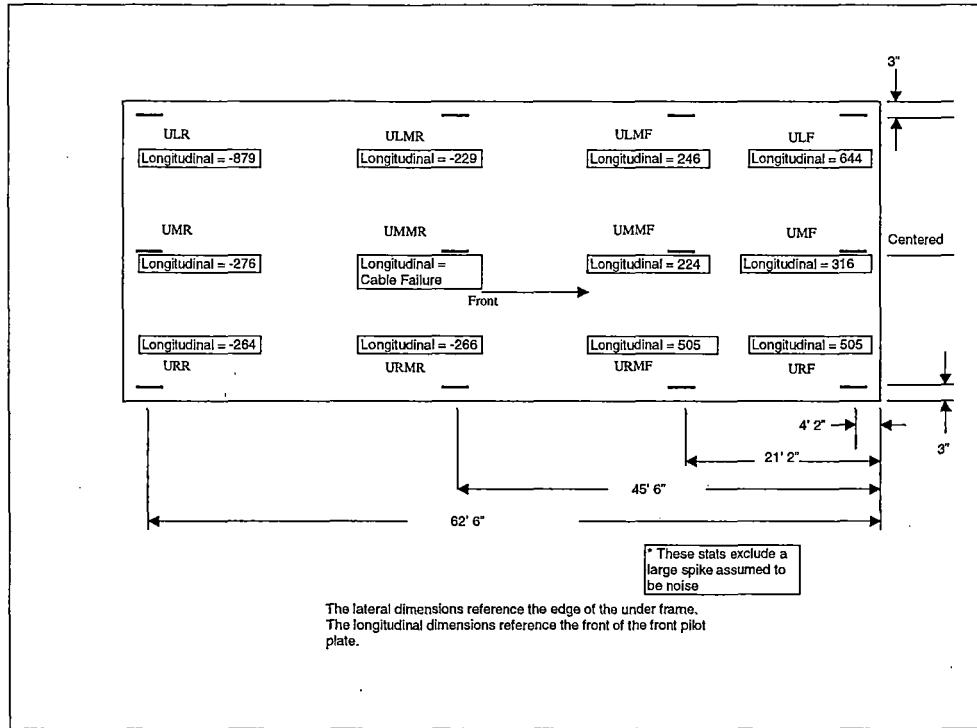 3"
ULR
ULMR
ULMF
ULF
Longitudinal = -879
Longitudinal = -229
Longitudinal = 246
Longitudinal = 644
UMR
UMMR
UMMF
UMF
Centered
Longitudinal = -276
Longitudinal =
Cable Failure
Longitudinal = 224
Longitudinal = 316
Front
Longitudinal = -264
Longitudinal = -266
Longitudinal = 505
Longitudinal = 505
URR
URMR
URMF
URF
4' 2"
3"
21' 2"
45' 6"
62' 6"
* These stats exclude a
large spike assumed to
be noise
The lateral dimensions reference the edge of the under frame.
The longitudinal dimensions reference the front of the front pilot
plate.